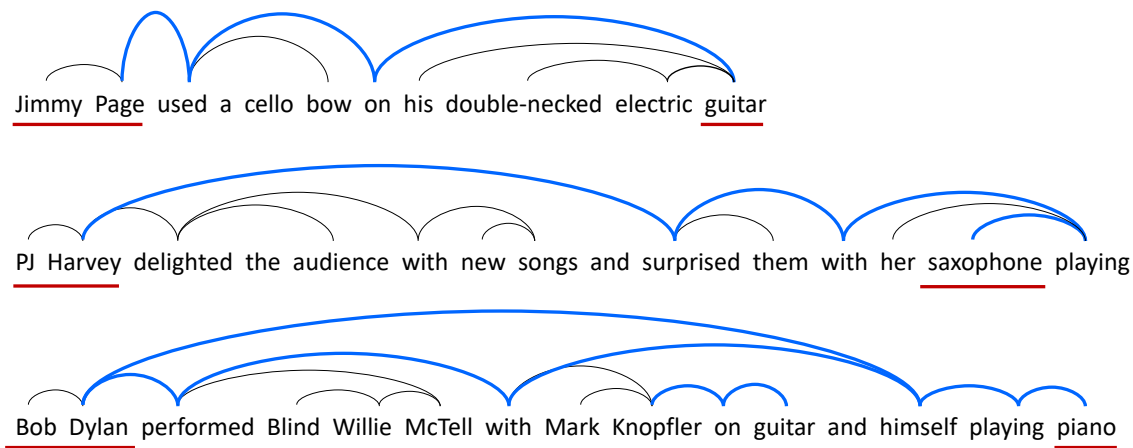 Jimmy Page used a cello bow on his double-necked electric guitar
PJ Harvey delighted the audience with new songs and surprised them with her saxophone playing
Bob Dylan performed Blind Willie McTell with Mark Knopfler on guitar and himself playing piano